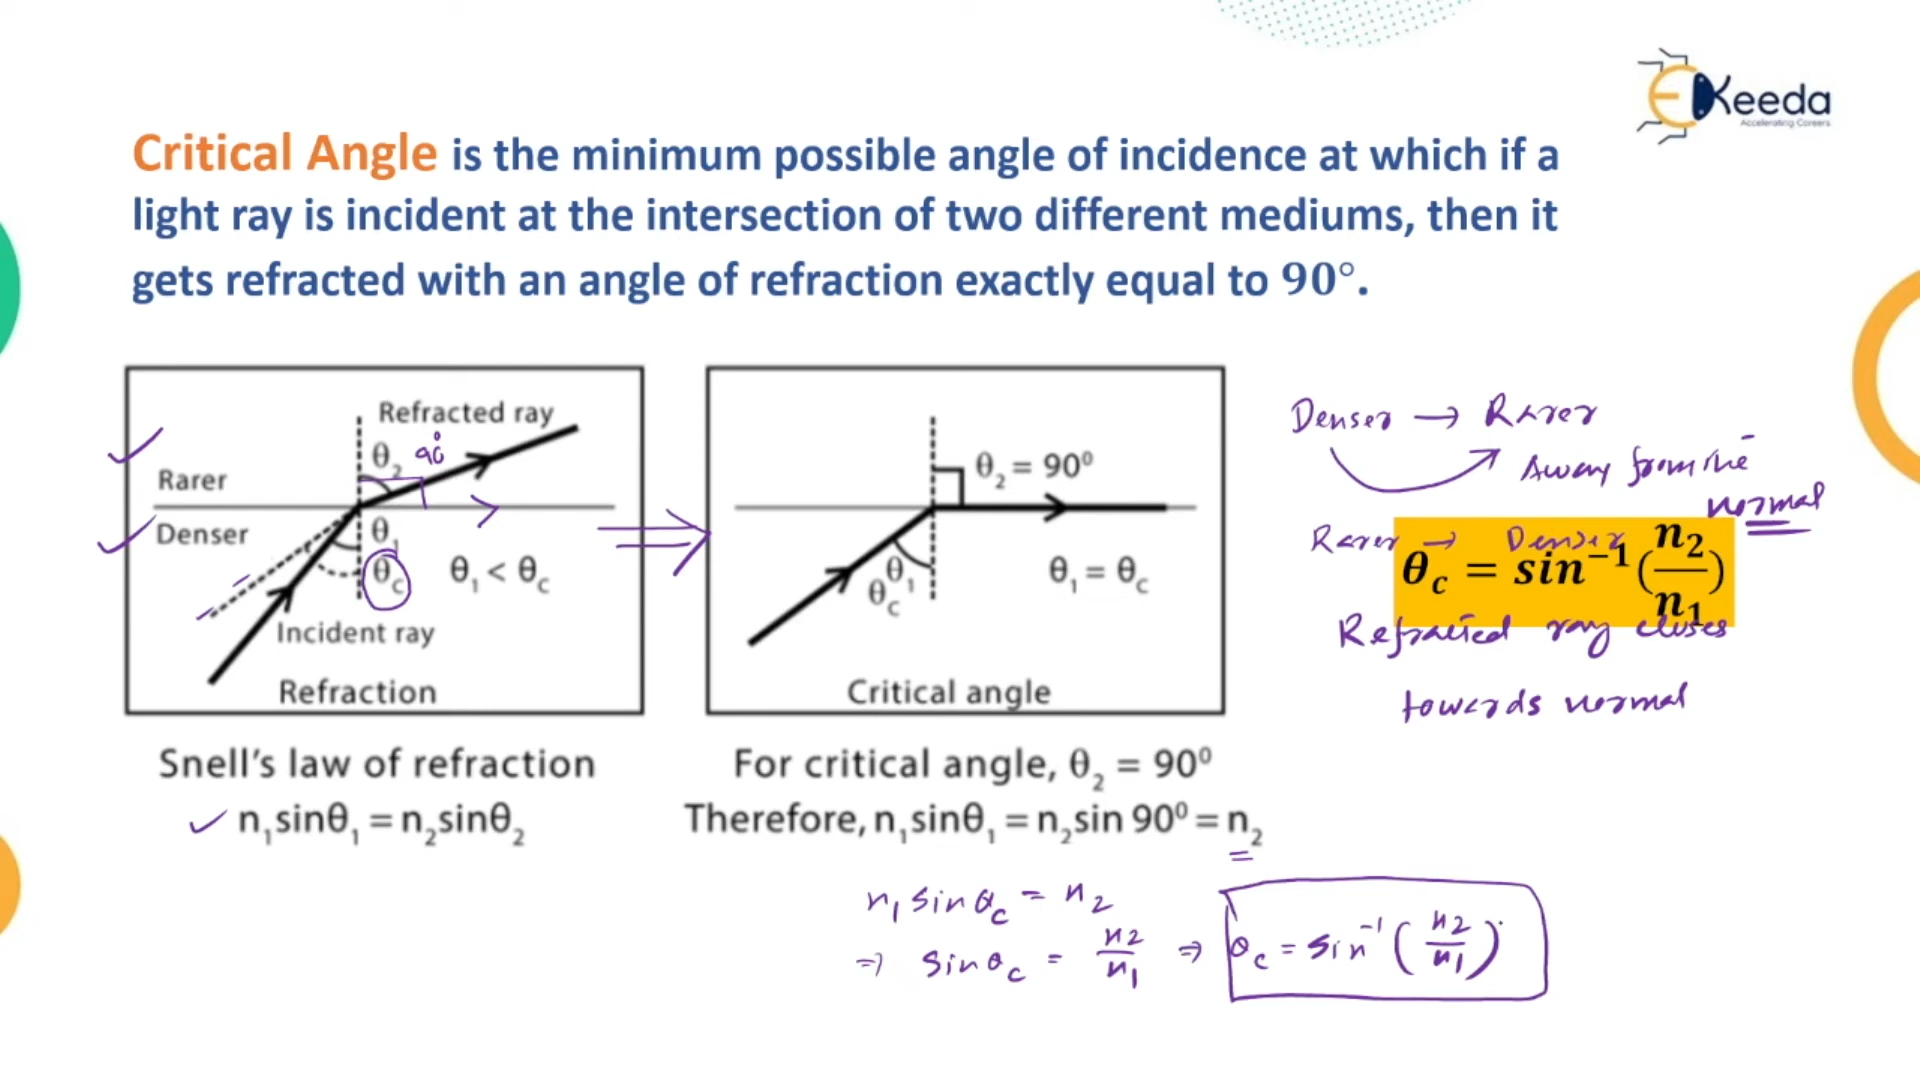 Keeda
Accelerating Careers
Critical Angle is the minimum possible angle of incidence at which if a
light ray is incident at the intersection of two different mediums, then it
gets refracted with an angle of refraction exactly equal to 90°.
Refracted ray
θ₂ 90°
Rarer
Denser
θ₁
θc θ₁ < θc
Incident ray
Refraction
θ₂ = 90⁰
θ₁
θc
θ₁ = θc
Critical angle
Denser → Rarer
Away from the
normal
Rarer → Denser
θc = sin⁻¹(n₂/n₁)
Refracted ray closes
towards normal
Snell's law of refraction
n₁sinθ₁ = n₂sinθ₂
For critical angle, θ₂ = 90⁰
Therefore, n₁sinθ₁ = n₂sin 90⁰ = n₂
n₁ sin θc = n₂
⇒ sin θc = n₂/n₁ ⇒ θc = sin⁻¹(n₂/n₁)